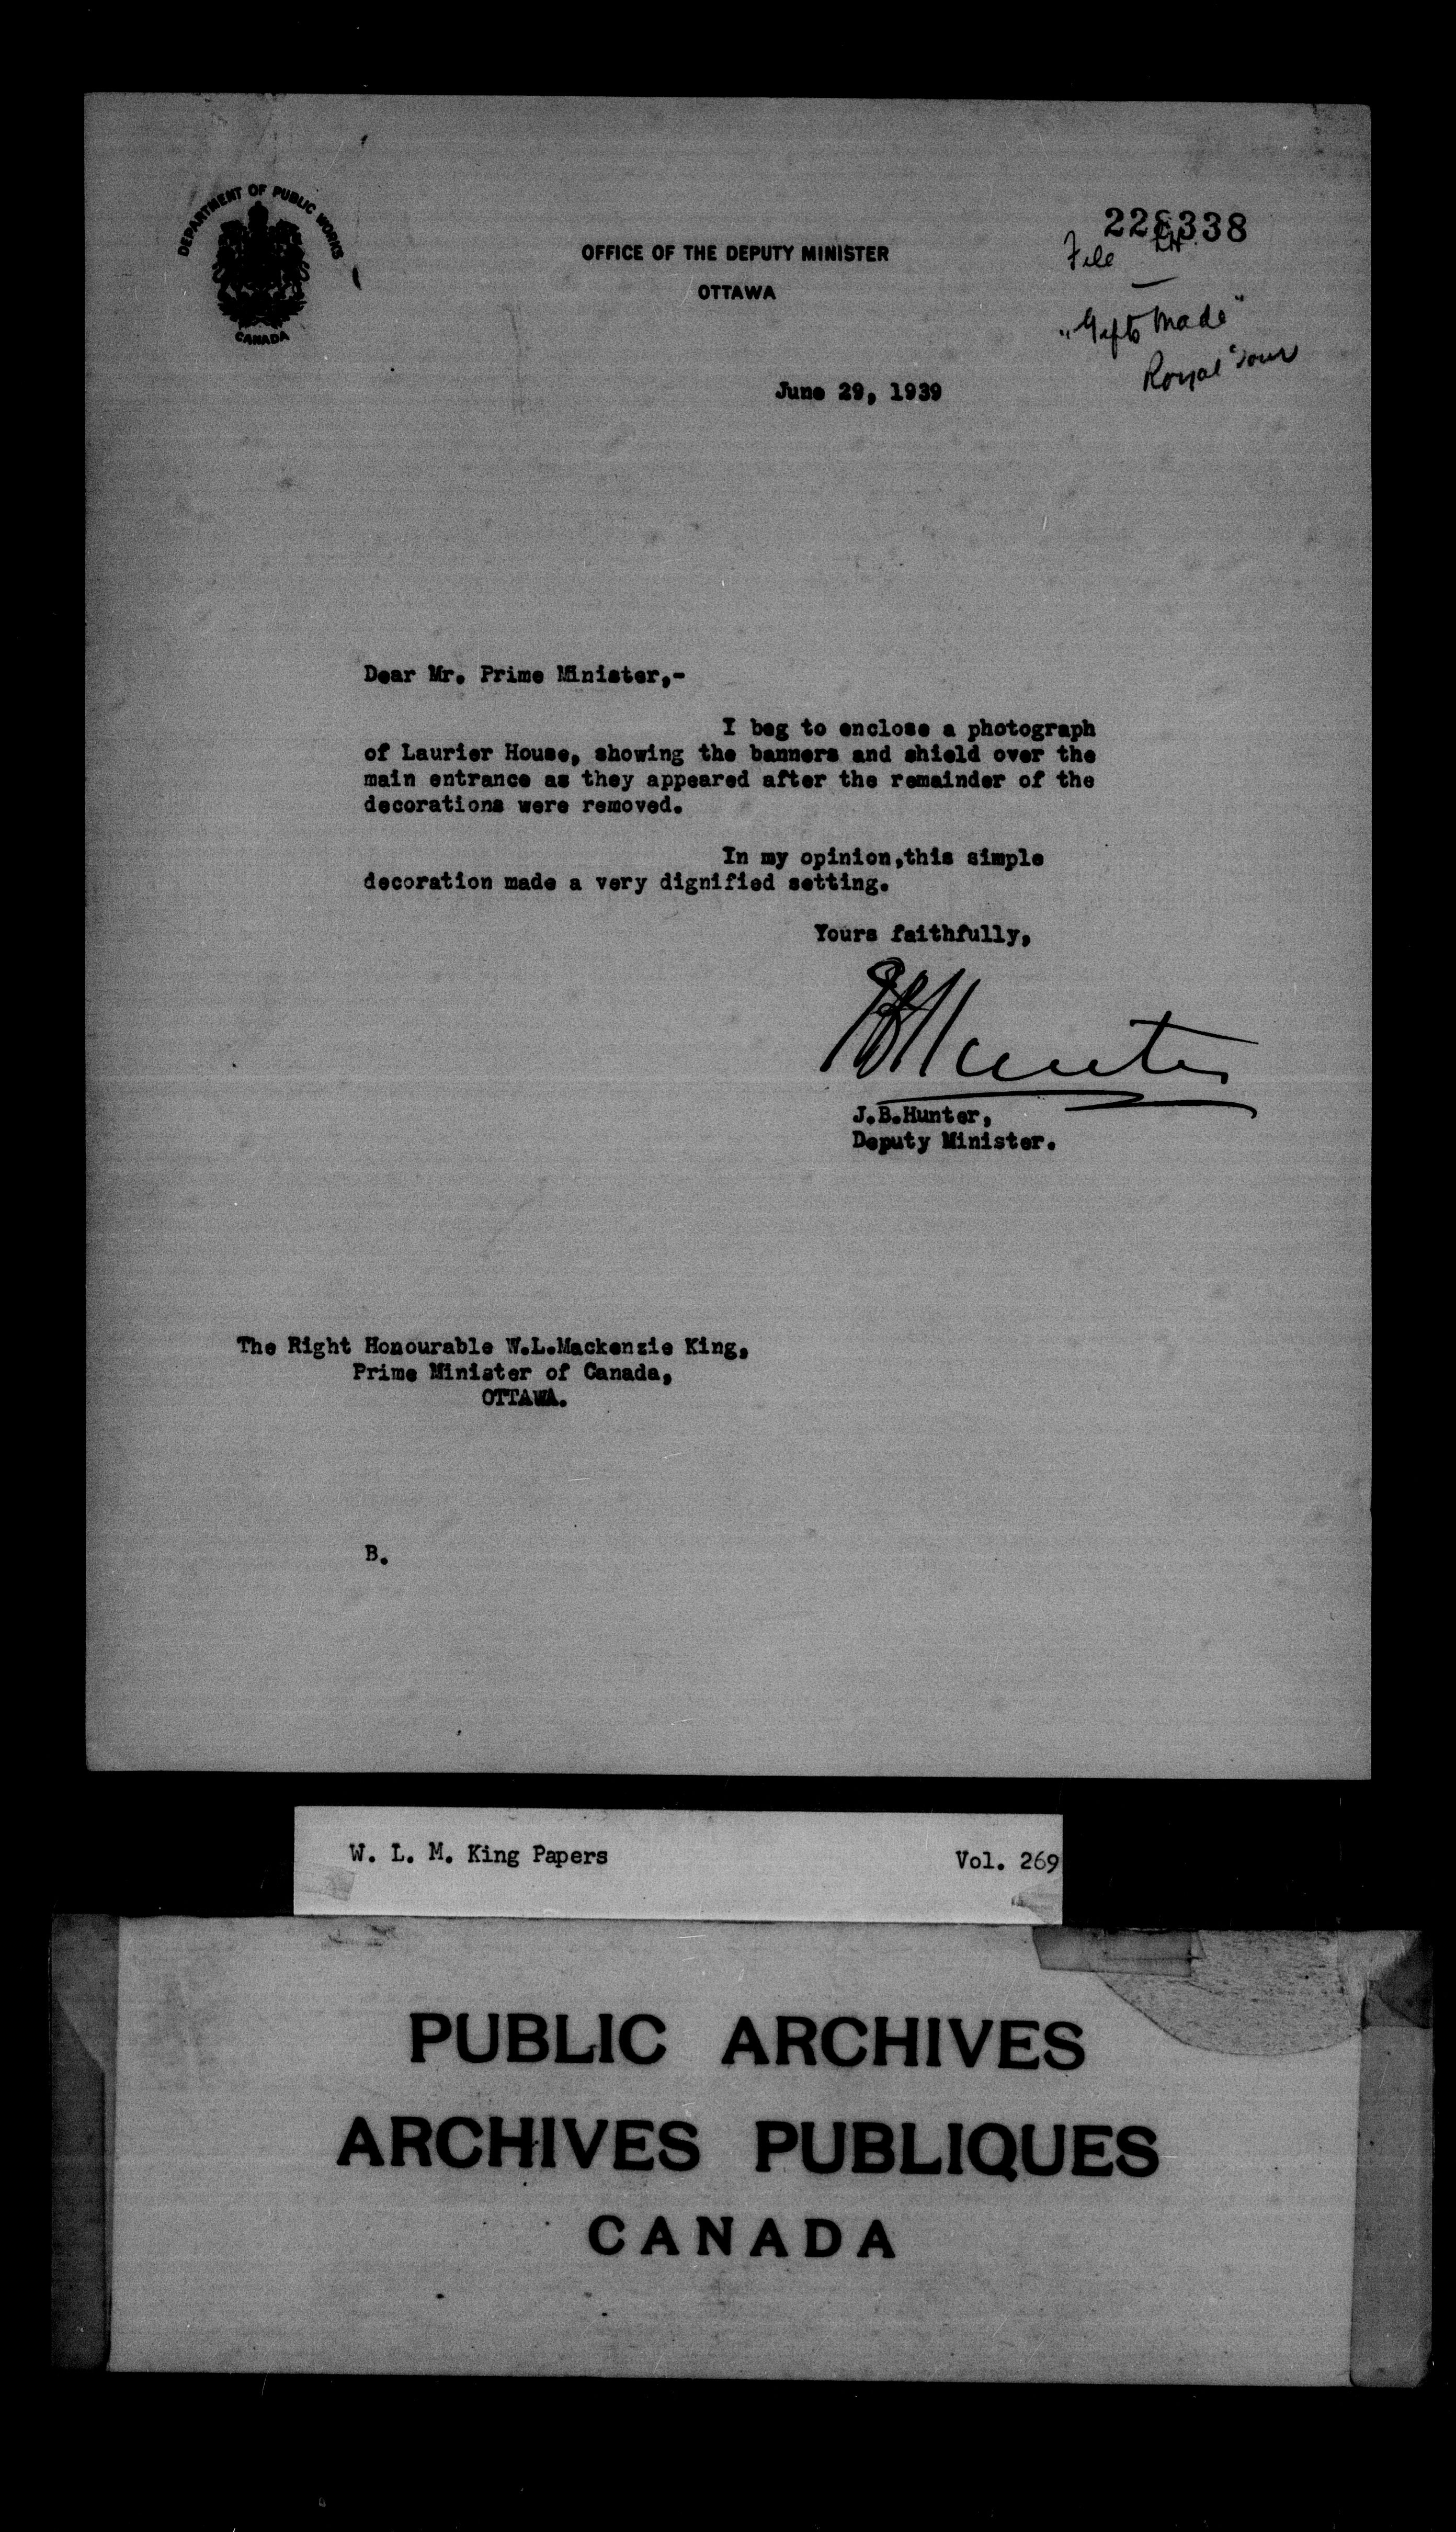 DEPARTMENT OF PUBLIC WORKS
CANADA
OFFICE OF THE DEPUTY MINISTER
OTTAWA
228338
File
"Gifts Made"
Royal Tour
June 29, 1939
Dear Mr. Prime Minister,-
I beg to enclose a photograph
of Laurier House, showing the banners and shield over the
main entrance as they appeared after the remainder of the
decorations were removed.
In my opinion,this simple
decoration made a very dignified setting.
Yours faithfully,
JBHunter
J.B.Hunter,
Deputy Minister.
The Right Honourable W.L.Mackenzie King,
Prime Minister of Canada,
OTTAWA.
B.
W. L. M. King Papers Vol. 269
PUBLIC ARCHIVES
ARCHIVES PUBLIQUES
CANADA